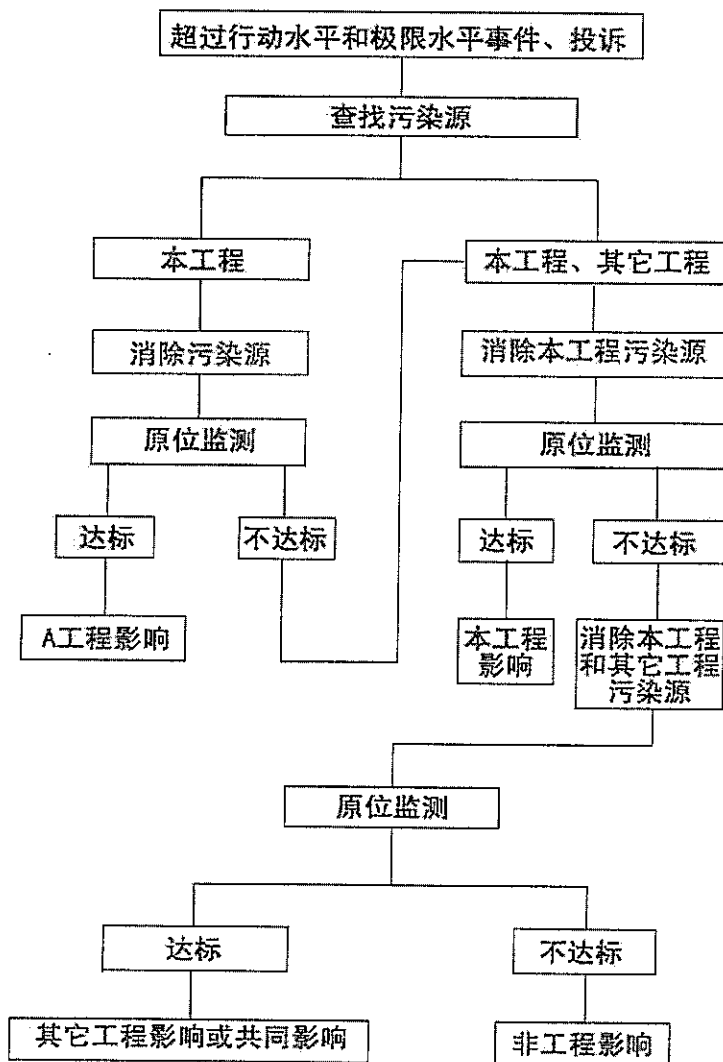 超过行动水平和极限水平事件、投诉
查找污染源
本工程
本工程、其它工程
消除污染源
消除本工程污染源
原位监测
原位监测
达标
不达标
达标
不达标
A工程影响
本工程
影响
消除本工程
和其它工程
污染源
原位监测
达标
不达标
其它工程影响或共同影响
非工程影响